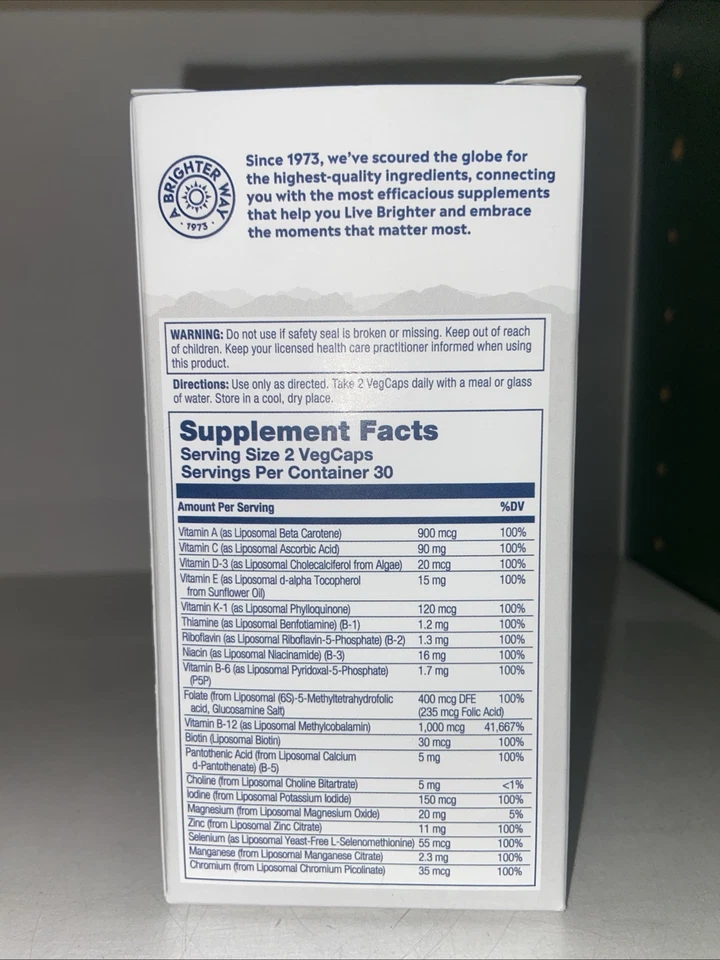 A BRIGHTER WAY
· 1973 ·
Since 1973, we've scoured the globe for
the highest-quality ingredients, connecting
you with the most efficacious supplements
that help you Live Brighter and embrace
the moments that matter most.
WARNING: Do not use if safety seal is broken or missing. Keep out of reach
of children. Keep your licensed health care practitioner informed when using
this product.
Directions: Use only as directed. Take 2 VegCaps daily with a meal or glass
of water. Store in a cool, dry place.
Supplement Facts
Serving Size 2 VegCaps
Servings Per Container 30
Amount Per Serving %DV
Vitamin A (as Liposomal Beta Carotene) 900 mcg 100%
Vitamin C (as Liposomal Ascorbic Acid) 90 mg 100%
Vitamin D-3 (as Liposomal Cholecalciferol from Algae) 20 mcg 100%
Vitamin E (as Liposomal d-alpha Tocopherol 15 mg 100%
from Sunflower Oil)
Vitamin K-1 (as Liposomal Phylloquinone) 120 mcg 100%
Thiamine (as Liposomal Benfotiamine) (B-1) 1.2 mg 100%
Riboflavin (as Liposomal Riboflavin-5-Phosphate) (B-2) 1.3 mg 100%
Niacin (as Liposomal Niacinamide) (B-3) 16 mg 100%
Vitamin B-6 (as Liposomal Pyridoxal-5-Phosphate) 1.7 mg 100%
(P5P)
Folate (from Liposomal (6S)-5-Methyltetrahydrofolic 400 mcg DFE 100%
acid, Glucosamine Salt) (235 mcg Folic Acid)
Vitamin B-12 (as Liposomal Methylcobalamin) 1,000 mcg 41,667%
Biotin (Liposomal Biotin) 30 mcg 100%
Pantothenic Acid (from Liposomal Calcium 5 mg 100%
d-Pantothenate) (B-5)
Choline (from Liposomal Choline Bitartrate) 5 mg <1%
Iodine (from Liposomal Potassium Iodide) 150 mcg 100%
Magnesium (from Liposomal Magnesium Oxide) 20 mg 5%
Zinc (from Liposomal Zinc Citrate) 11 mg 100%
Selenium (as Liposomal Yeast-Free L-Selenomethionine) 55 mcg 100%
Manganese (from Liposomal Manganese Citrate) 2.3 mg 100%
Chromium (from Liposomal Chromium Picolinate) 35 mcg 100%